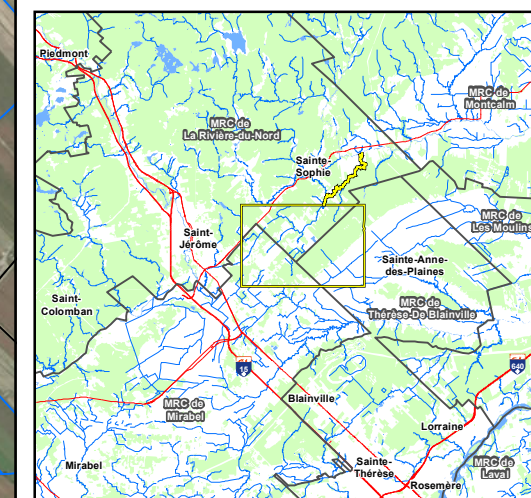 Piedmont
MRC de
Montcalm
MRC de
La Rivière-du-Nord
Sainte-
Sophie
MRC de
Les Moulins
Saint-
Jérôme
Sainte-Anne-
des-Plaines
Saint-
Colomban
MRC de
Thérèse-De Blainville
15
640
Blainville
MRC de
Mirabel
Lorraine
Mirabel
Sainte-
Thérèse
MRC de
Laval
Rosemère